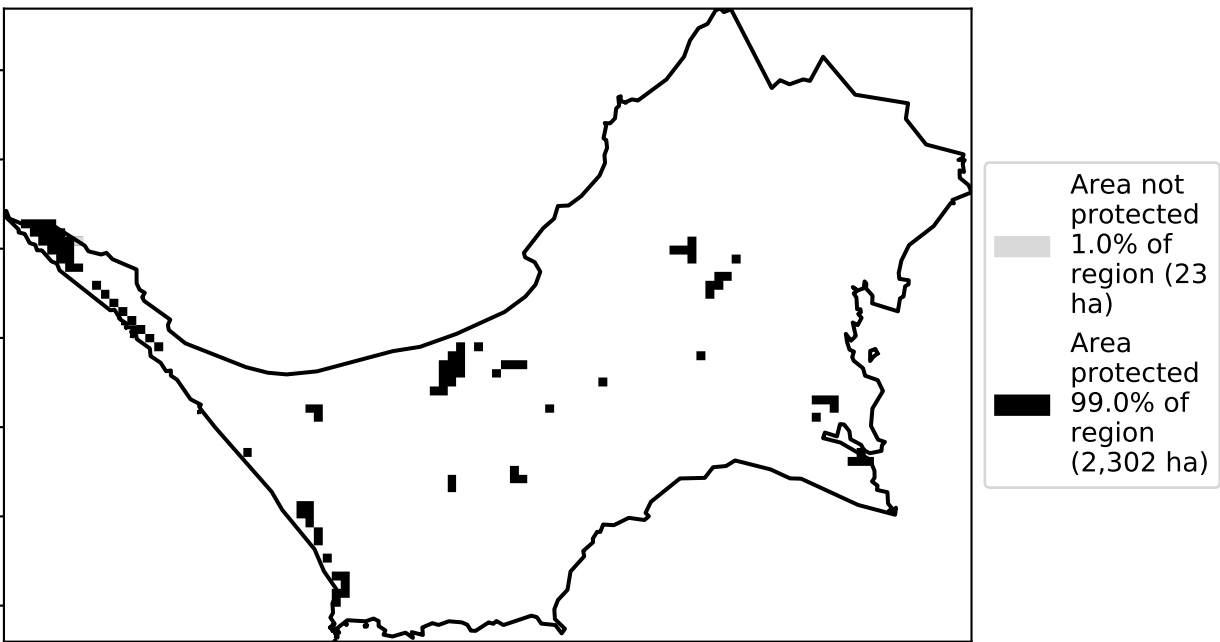 Area not
protected
1.0% of
region (23
ha)
Area
protected
99.0% of
region
(2,302 ha)